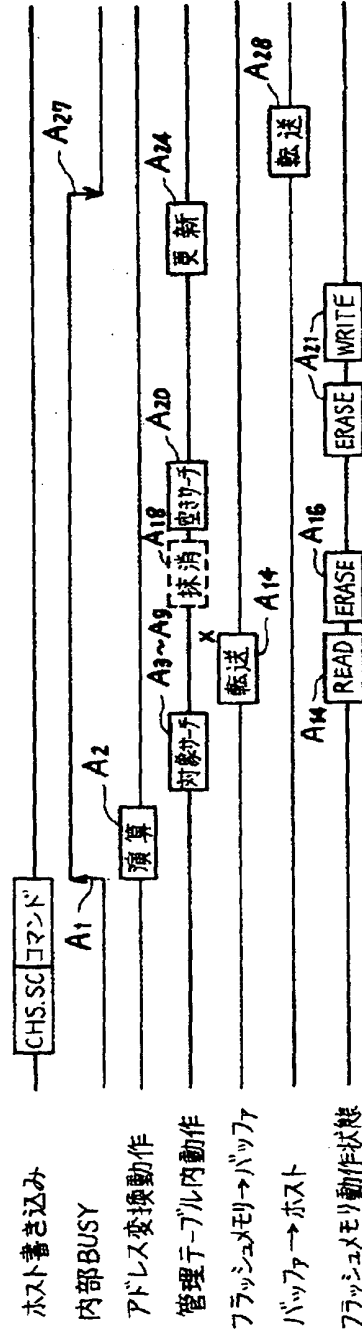 ホスト書き込み
CHS.SC コマンド
内部BUSY
A1
A27
アドレス変換動作
演算
A2
管理テーブル内動作
対象サーチ
A3~A9
抹消
A18
空きサーチ
A20
更新
A24
フラッシュメモリ→バッファ
転送
X
A14
バッファ→ホスト
転送
A28
フラッシュメモリ動作状態
A14
READ
ERASE
A16
ERASE
WRITE
A21